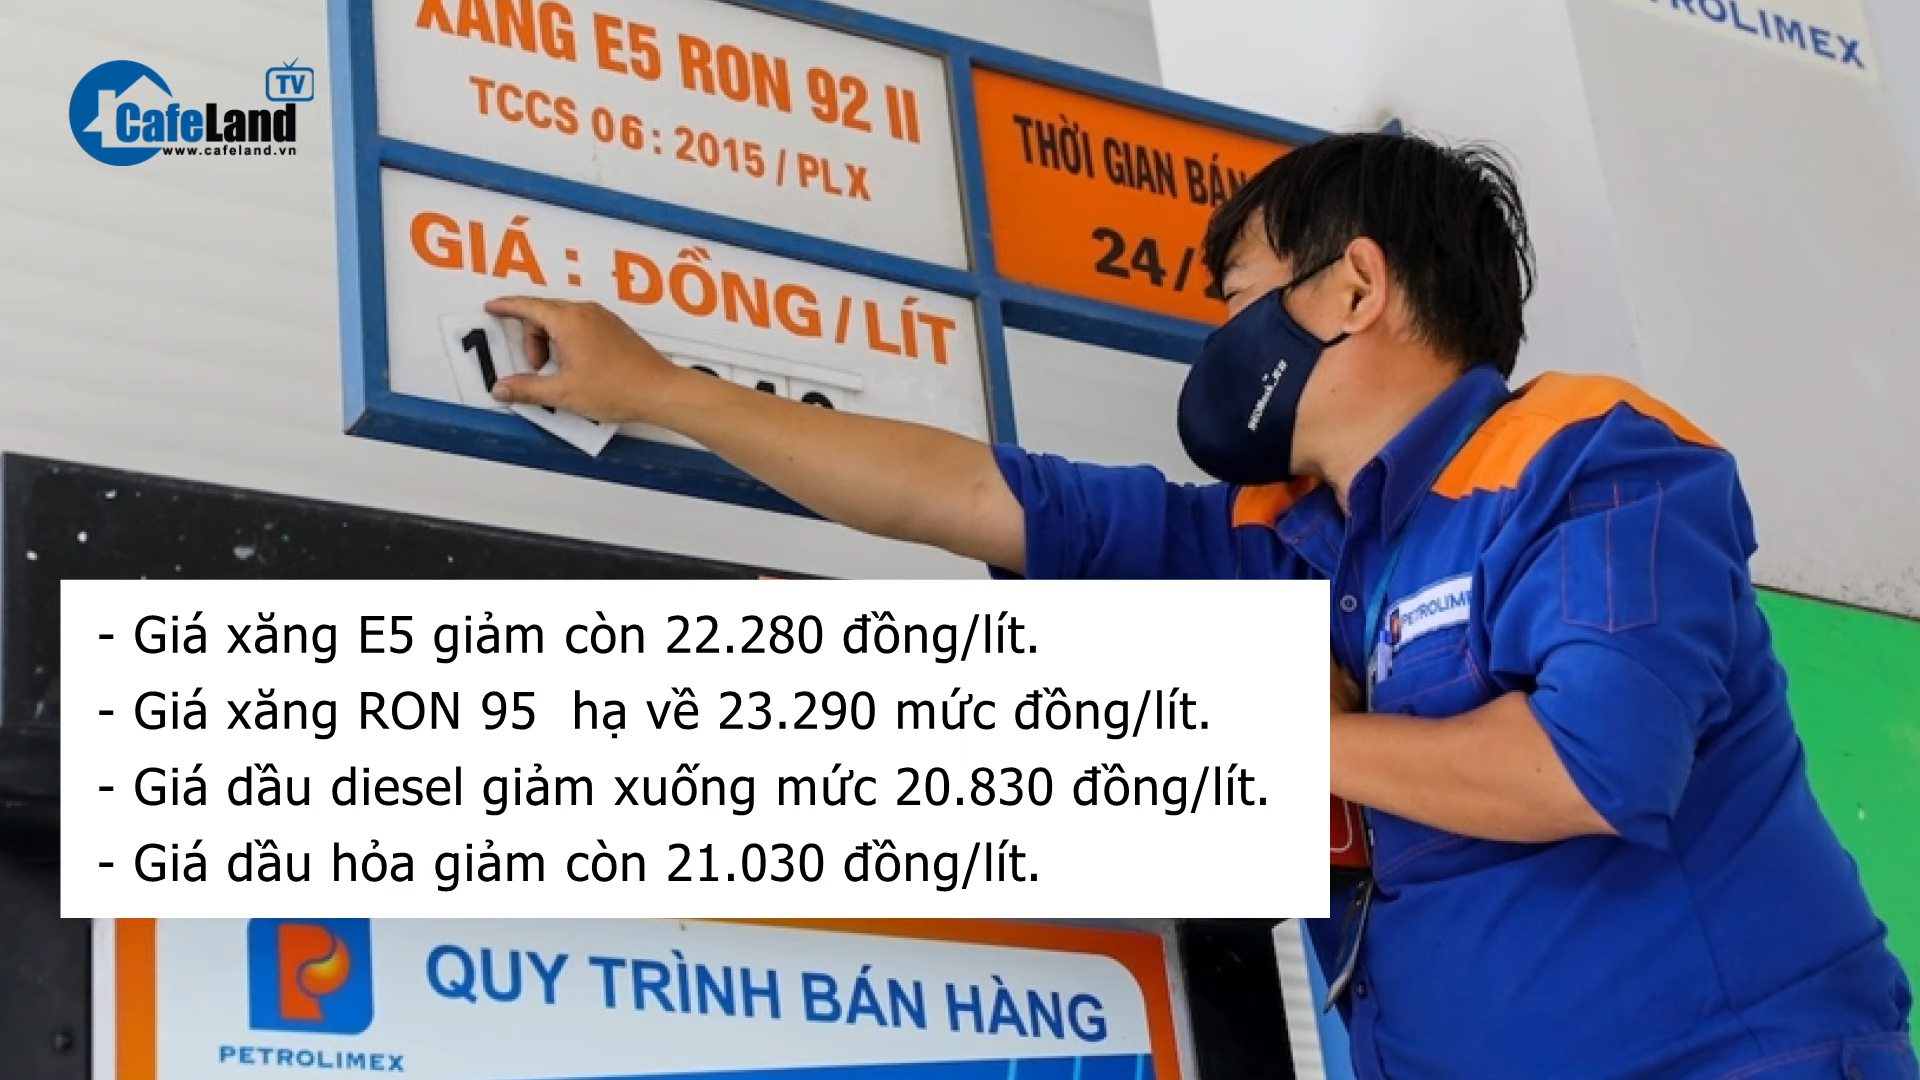 PETROLIMEX
XĂNG E5 RON 92 II
TCCS 06 : 2015 / PLX
TV
CafeLand
www.cafeland.vn
THỜI GIAN BÁN
24/
GIÁ : ĐỒNG/LÍT
1
PETROLIMEX
- Giá xăng E5 giảm còn 22.280 đồng/lít.
- Giá xăng RON 95 hạ về 23.290 mức đồng/lít.
- Giá dầu diesel giảm xuống mức 20.830 đồng/lít.
- Giá dầu hỏa giảm còn 21.030 đồng/lít.
QUY TRÌNH BÁN HÀNG
PETROLIMEX